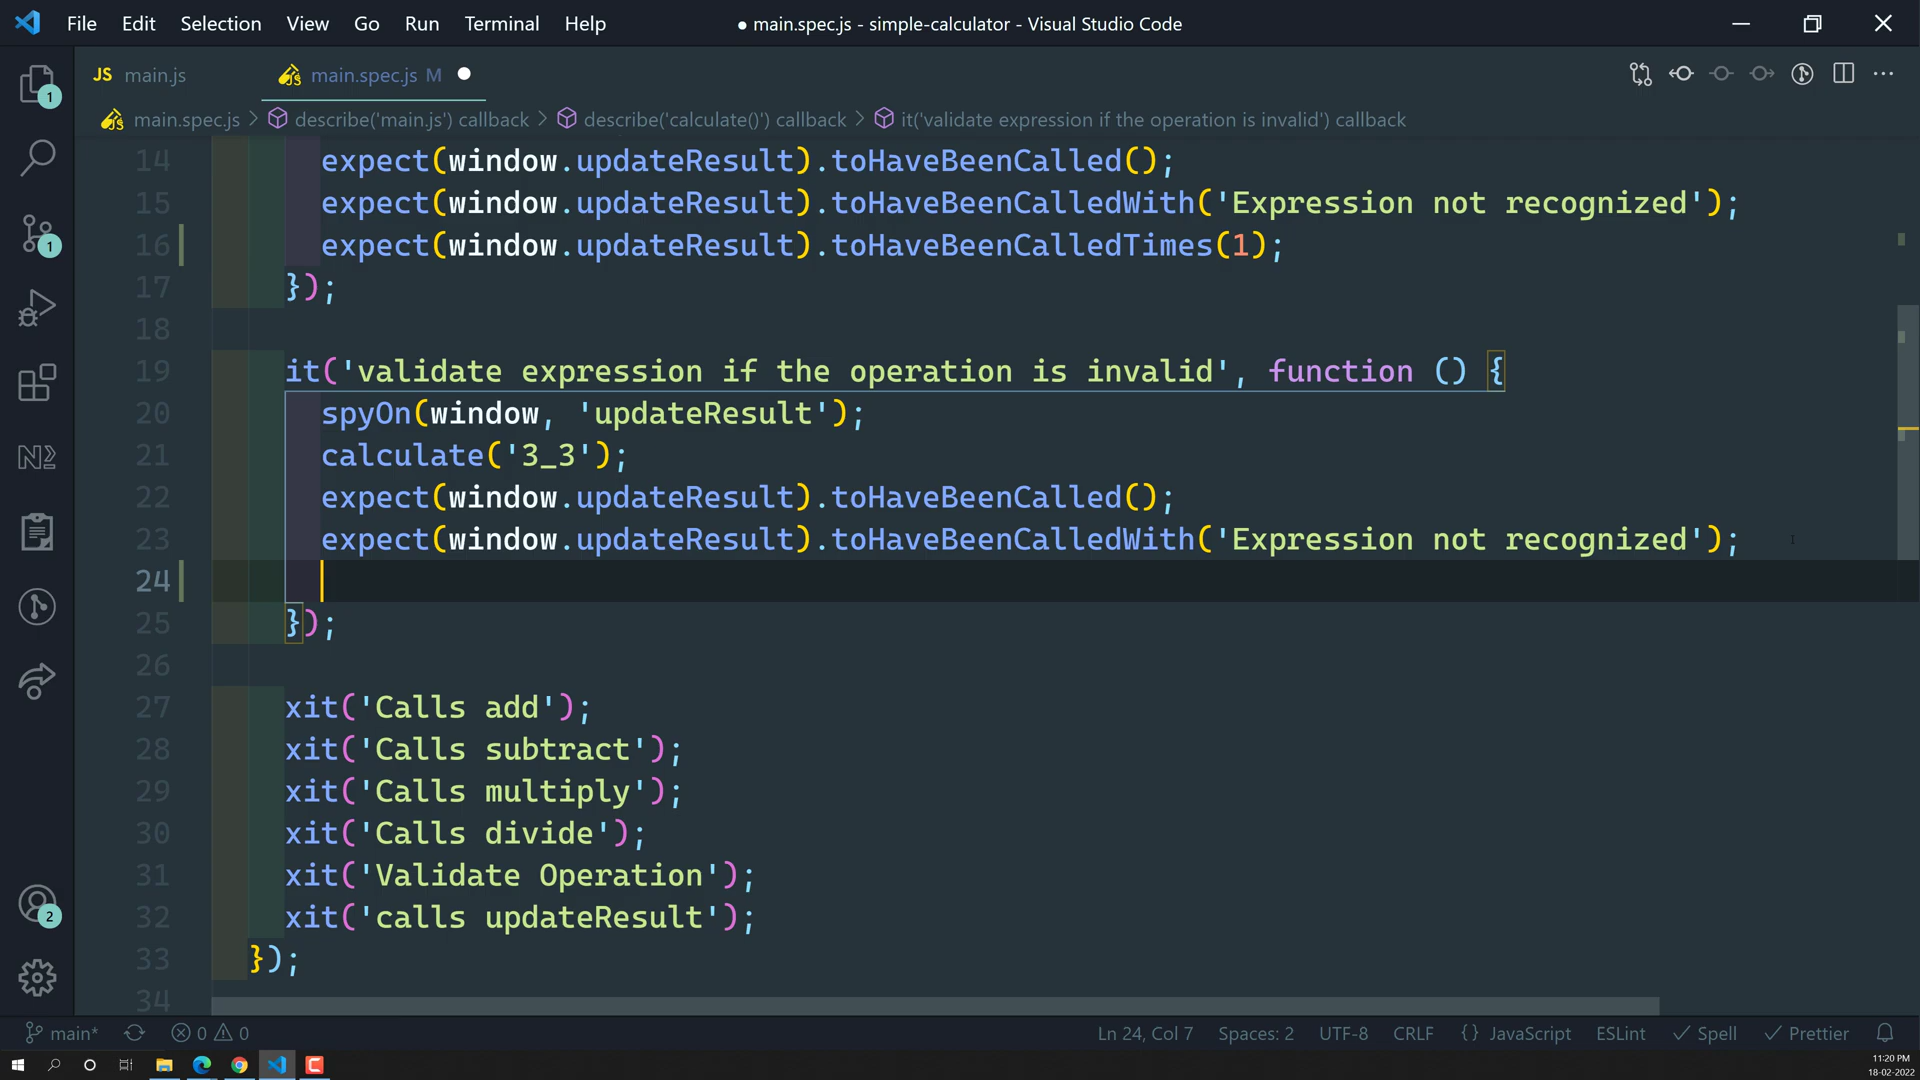 File Edit Selection View Go Run Terminal Help
● main.spec.js - simple-calculator - Visual Studio Code
JS main.js
main.spec.js M
main.spec.js > describe('main.js') callback > describe('calculate()') callback > it('validate expression if the operation is invalid') callback
14 expect(window.updateResult).toHaveBeenCalled();
15 expect(window.updateResult).toHaveBeenCalledWith('Expression not recognized');
16 expect(window.updateResult).toHaveBeenCalledTimes(1);
17 });
18
19 it('validate expression if the operation is invalid', function () {
20 spyOn(window, 'updateResult');
21 calculate('3_3');
22 expect(window.updateResult).toHaveBeenCalled();
23 expect(window.updateResult).toHaveBeenCalledWith('Expression not recognized');
24
25 });
26
27 xit('Calls add');
28 xit('Calls subtract');
29 xit('Calls multiply');
30 xit('Calls divide');
31 xit('Validate Operation');
32 xit('calls updateResult');
33 });
34
1
1
2
main* 0 0 Ln 24, Col 7 Spaces: 2 UTF-8 CRLF {} JavaScript ESLint ✓ Spell ✓ Prettier
11:20 PM
18-02-2022